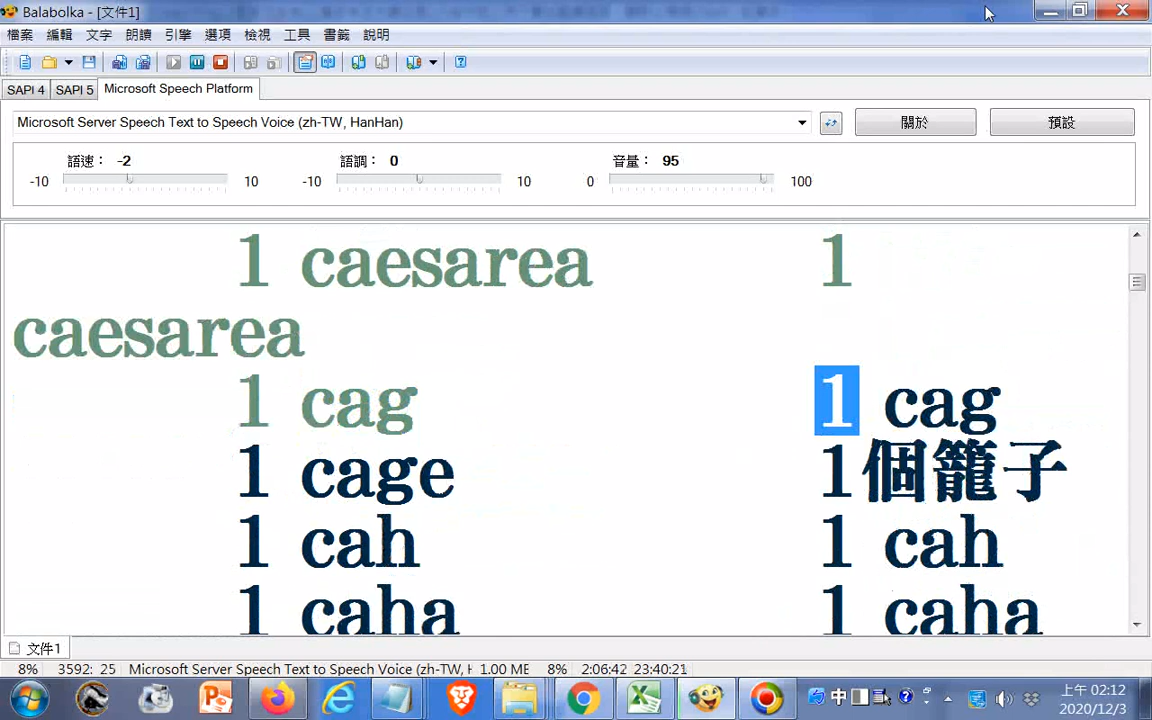 Balabolka - [文件1]
檔案 編輯 文字 朗讀 引擎 選項 檢視 工具 書籤 說明
SAPI 4 SAPI 5 Microsoft Speech Platform
Microsoft Server Speech Text to Speech Voice (zh-TW, HanHan) 關於 預設
語速： -2 語調： 0 音量： 95
-10 10 -10 10 0 100
1 caesarea 1
caesarea
1 cag 1 cag
1 cage 1個籠子
1 cah 1 cah
1 caha 1 caha
文件1
8% 3592: 25 Microsoft Server Speech Text to Speech Voice (zh-TW, H 1.00 ME 8% 2:06:42 23:40:21
中 上午 02:12
2020/12/3